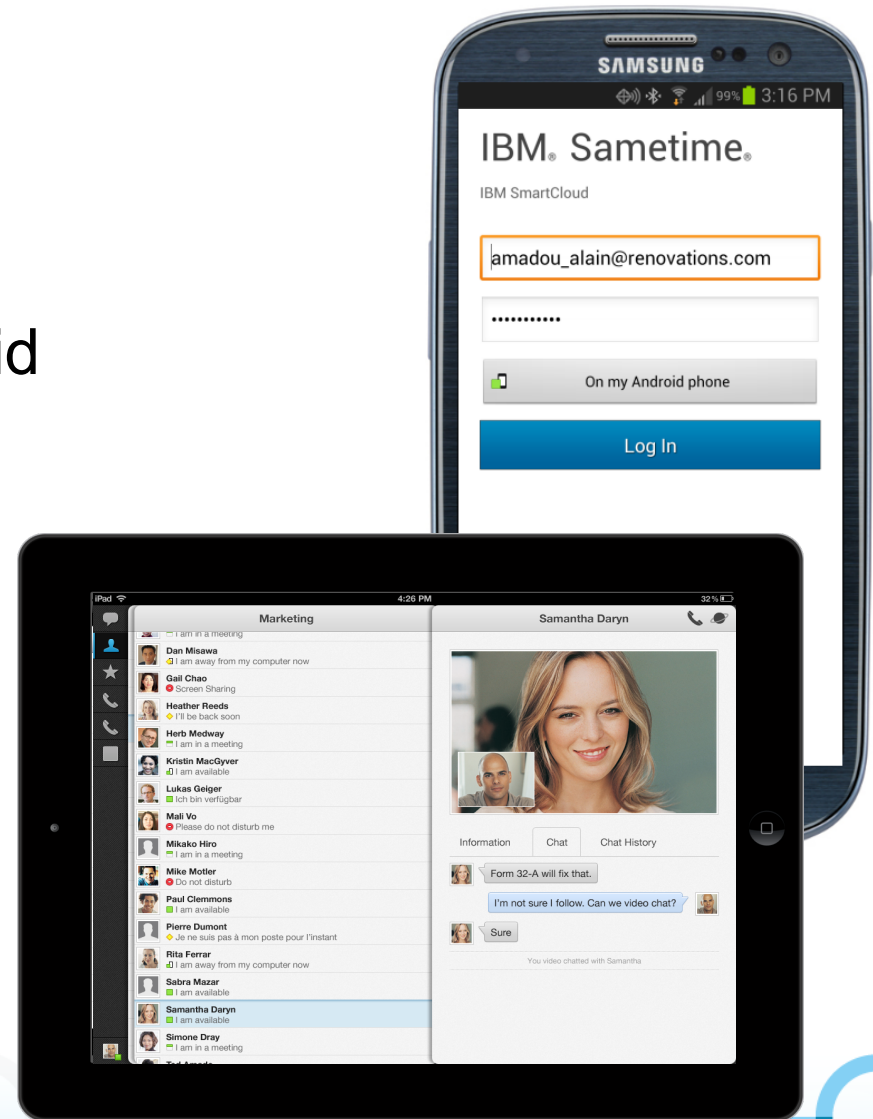 id
SAMSUNG
99% 3:16 PM
IBM® Sametime®
IBM SmartCloud
amadou_alain@renovations.com
•••••••••••
On my Android phone
Log In
iPad
4:26 PM
32%
Marketing
I am in a meeting
Dan Misawa
I am away from my computer now
Gail Chao
Screen Sharing
Heather Reeds
I'll be back soon
Herb Medway
I am in a meeting
Kristin MacGyver
I am available
Lukas Geiger
Ich bin verfügbar
Mali Vo
Please do not disturb me
Mikako Hiro
I am in a meeting
Mike Motler
Do not disturb
Paul Clemmons
I am available
Pierre Dumont
Je ne suis pas à mon poste pour l'instant
Rita Ferrar
I am away from my computer now
Sabra Mazar
I am available
Samantha Daryn
I am available
Simone Dray
I am in a meeting
Samantha Daryn
Information Chat Chat History
Form 32-A will fix that.
I'm not sure I follow. Can we video chat?
Sure
You video chatted with Samantha